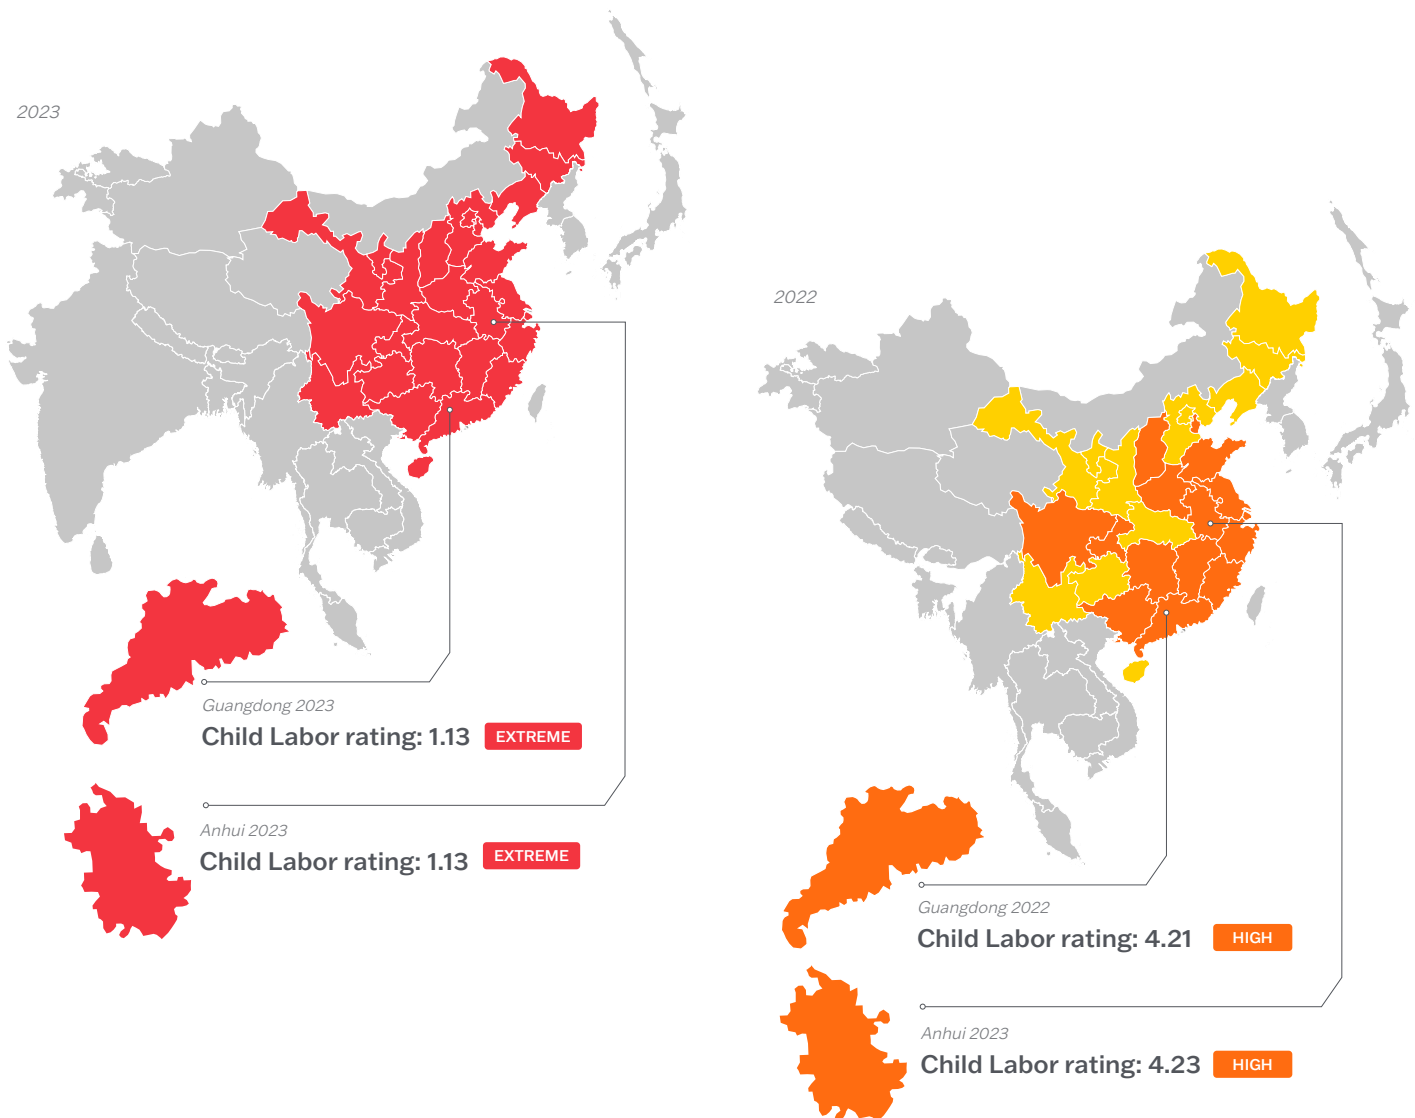 2023
Guangdong 2023
Child Labor rating: 1.13 EXTREME
Anhui 2023
Child Labor rating: 1.13 EXTREME
2022
Guangdong 2022
Child Labor rating: 4.21 HIGH
Anhui 2023
Child Labor rating: 4.23 HIGH